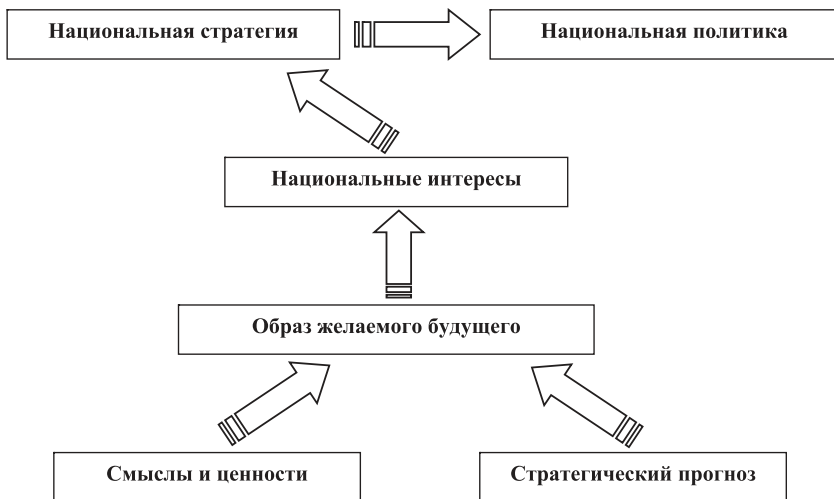 Национальная стратегия
Национальная политика
Национальные интересы
Образ желаемого будущего
Смыслы и ценности
Стратегический прогноз